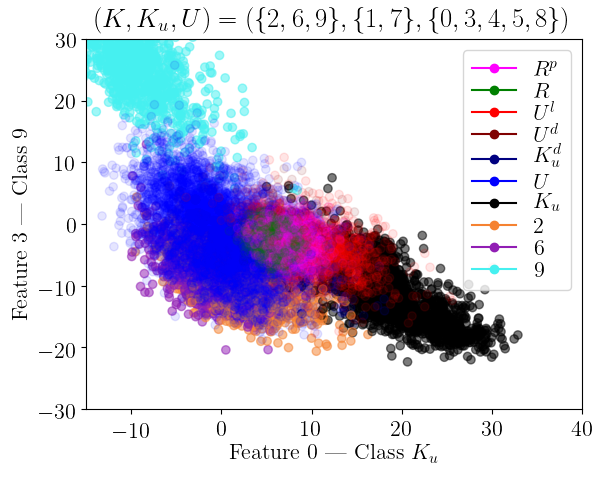 (K, K_u, U) = ({2, 6, 9}, {1, 7}, {0, 3, 4, 5, 8})
30
20
10
0
−10
−20
−30
Feature 3 — Class 9
−10
0
10
20
30
40
Feature 0 — Class K_u
R^p
R
U^l
U^d
K_u^d
U
K_u
2
6
9